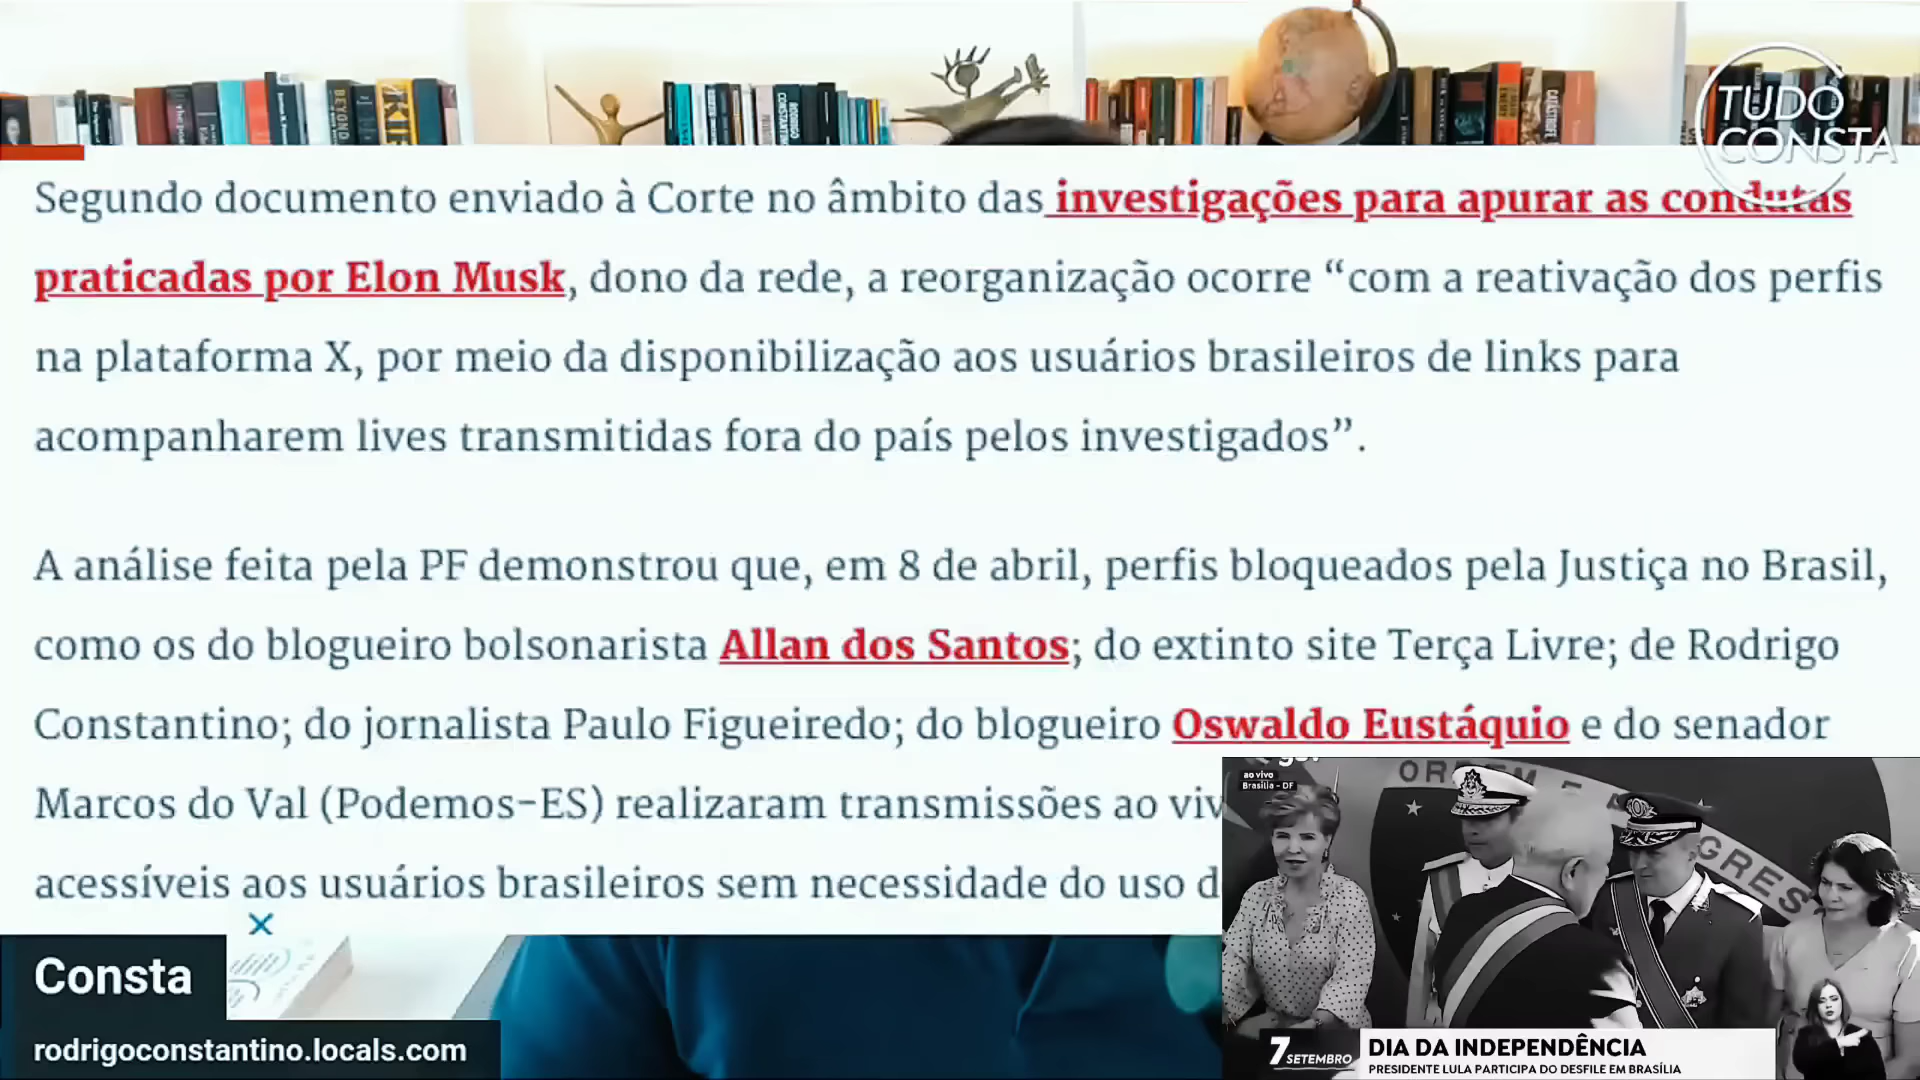 TUDO
CONSTA
BEYOND
Segundo documento enviado à Corte no âmbito das investigações para apurar as condutas
praticadas por Elon Musk, dono da rede, a reorganização ocorre “com a reativação dos perfis
na plataforma X, por meio da disponibilização aos usuários brasileiros de links para
acompanharem lives transmitidas fora do país pelos investigados”.
A análise feita pela PF demonstrou que, em 8 de abril, perfis bloqueados pela Justiça no Brasil,
como os do blogueiro bolsonarista Allan dos Santos; do extinto site Terça Livre; de Rodrigo
Constantino; do jornalista Paulo Figueiredo; do blogueiro Oswaldo Eustáquio e do senador
Marcos do Val (Podemos-ES) realizaram transmissões ao viv
acessíveis aos usuários brasileiros sem necessidade do uso d
ao vivo
Brasília - DF
Consta
rodrigoconstantino.locals.com
7 SETEMBRO
DIA DA INDEPENDÊNCIA
PRESIDENTE LULA PARTICIPA DO DESFILE EM BRASÍLIA